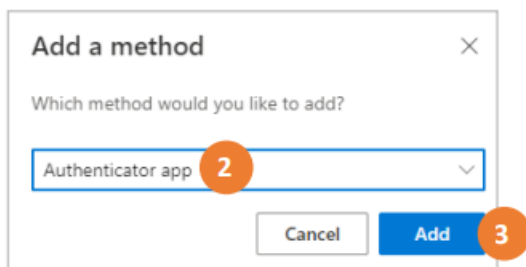 Add a method
Which method would you like to add?
Authenticator app 2
Cancel Add 3